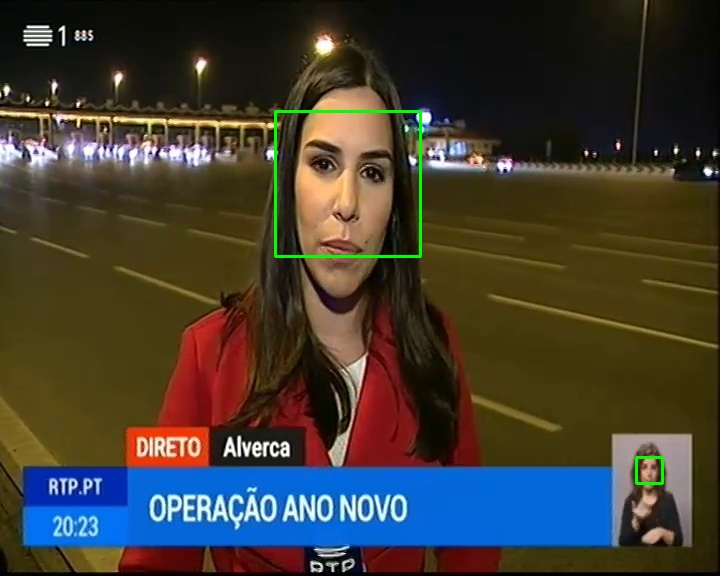 1 885
DIRETO Alverca
RTP.PT
OPERAÇÃO ANO NOVO
20:23
RTP